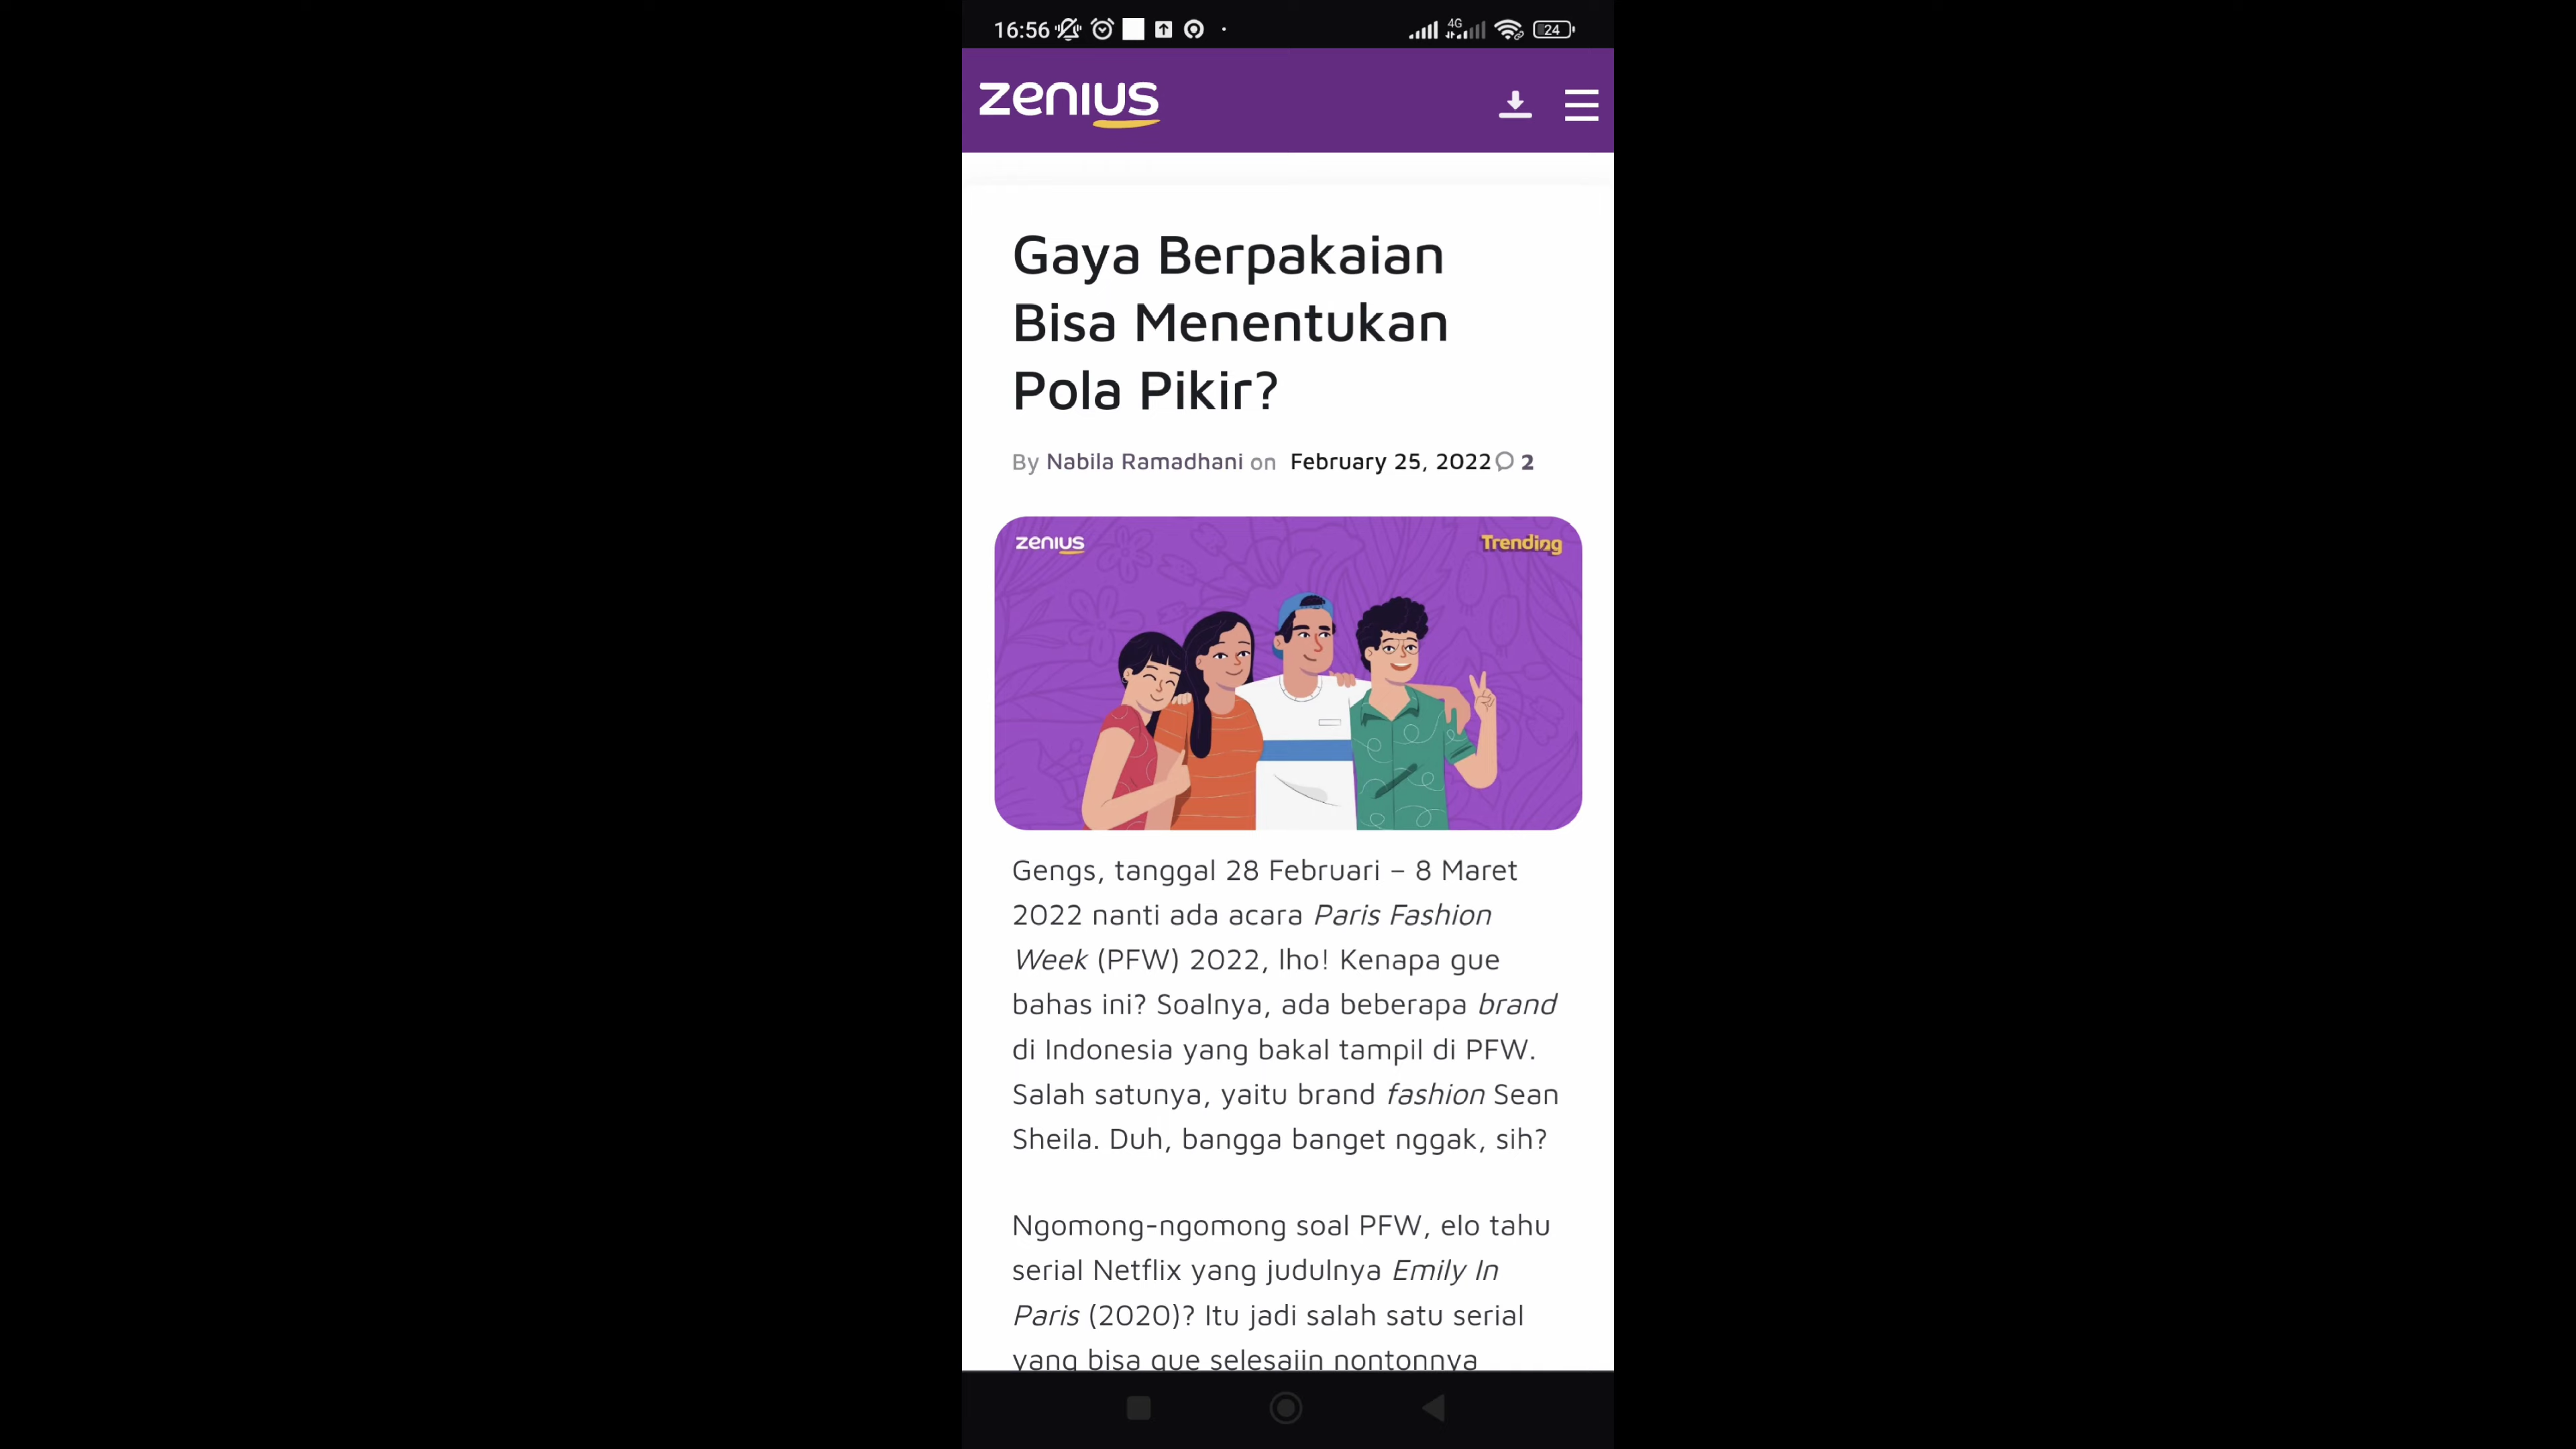 16:56 4G 24
zenius
Gaya Berpakaian
Bisa Menentukan
Pola Pikir?
By Nabila Ramadhani on February 25, 2022 2
zenius Trending
Gengs, tanggal 28 Februari – 8 Maret
2022 nanti ada acara Paris Fashion
Week (PFW) 2022, lho! Kenapa gue
bahas ini? Soalnya, ada beberapa brand
di Indonesia yang bakal tampil di PFW.
Salah satunya, yaitu brand fashion Sean
Sheila. Duh, bangga banget nggak, sih?
Ngomong-ngomong soal PFW, elo tahu
serial Netflix yang judulnya Emily In
Paris (2020)? Itu jadi salah satu serial
yang bisa gue selesaiin nontonnya